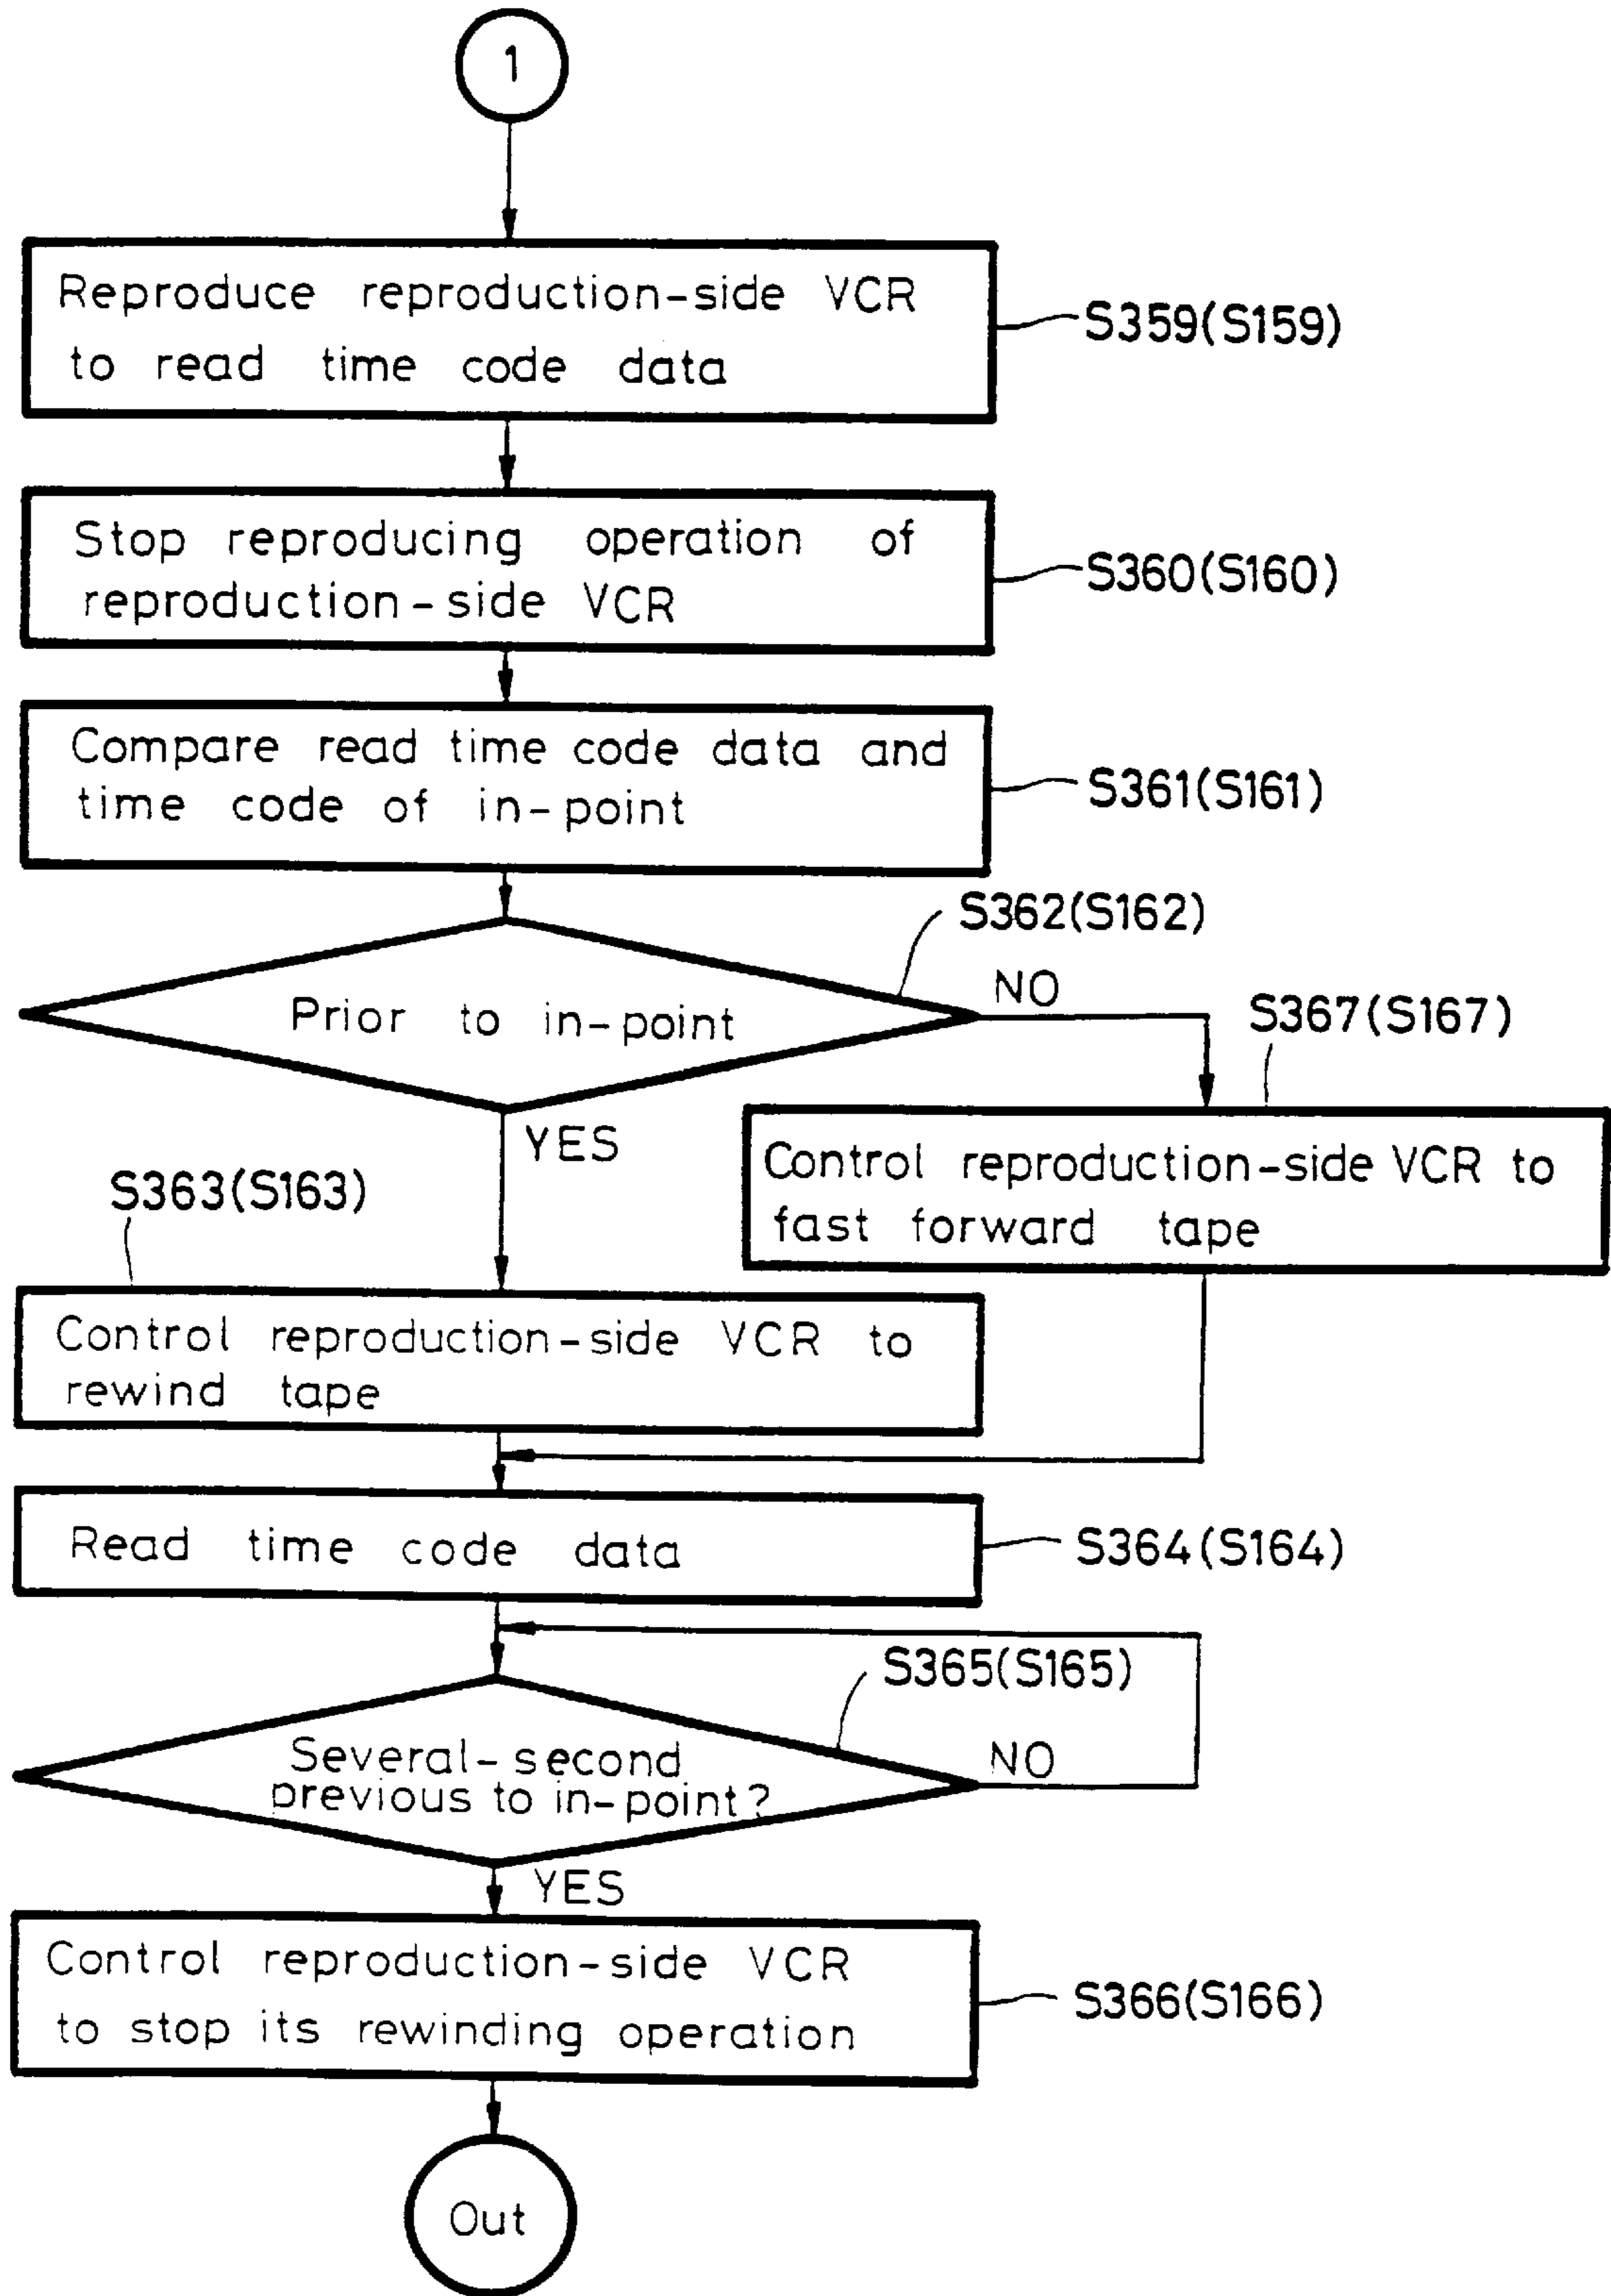 1
Reproduce reproduction-side VCR
to read time code data
S359(S159)
Stop reproducing operation of
reproduction-side VCR
S360(S160)
Compare read time code data and
time code of in-point
S361(S161)
S362(S162)
Prior to in-point
NO
YES
S367(S167)
Control reproduction-side VCR to
fast forward tape
S363(S163)
Control reproduction-side VCR to
rewind tape
Read time code data
S364(S164)
S365(S165)
Several-second
previous to in-point?
NO
YES
Control reproduction-side VCR
to stop its rewinding operation
S366(S166)
Out